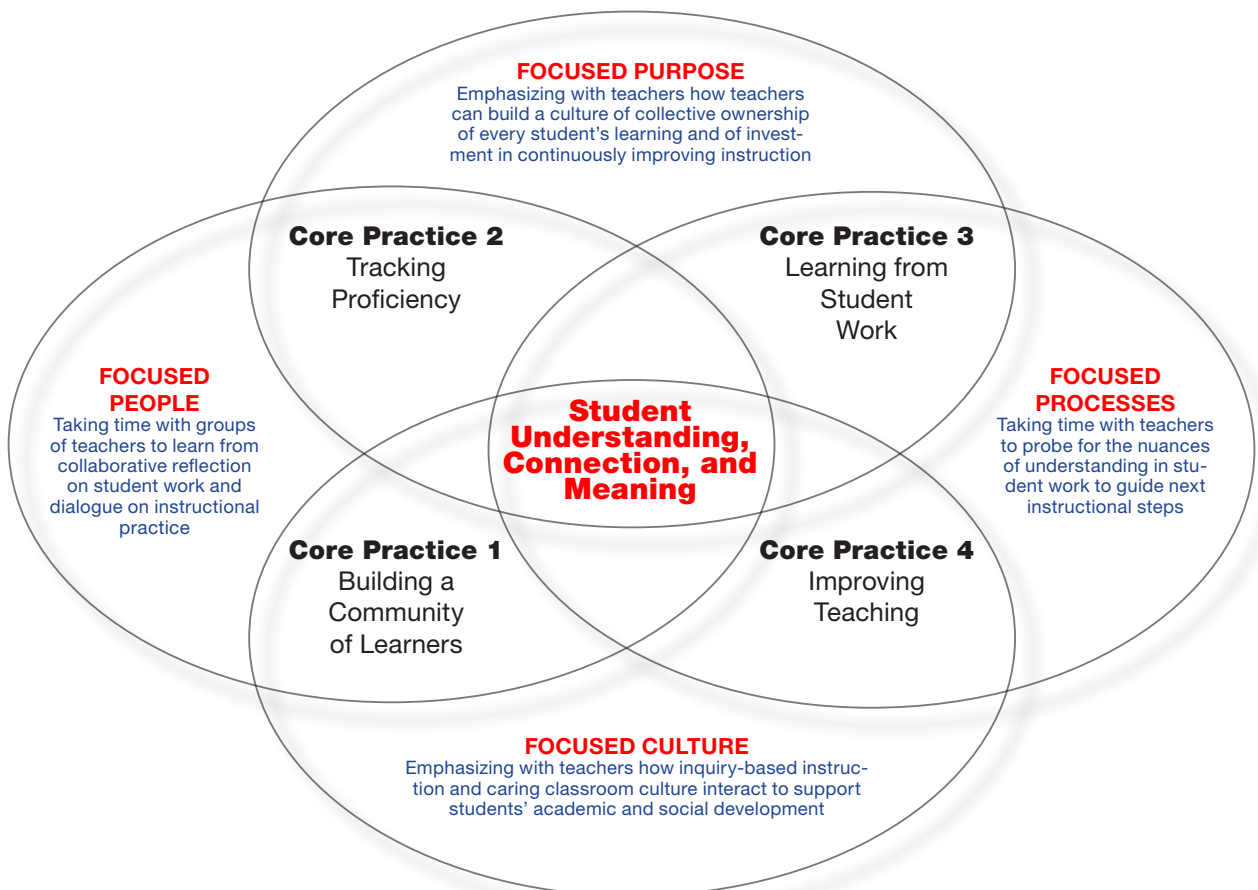 FOCUSED PURPOSE
Emphasizing with teachers how teachers
can build a culture of collective ownership
of every student’s learning and of invest-
ment in continuously improving instruction
Core Practice 2
Tracking
Proficiency
Core Practice 3
Learning from
Student
Work
FOCUSED
PEOPLE
Taking time with groups
of teachers to learn from
collaborative reflection
on student work and
dialogue on instructional
practice
Student
Understanding,
Connection, and
Meaning
FOCUSED
PROCESSES
Taking time with teachers
to probe for the nuances
of understanding in stu-
dent work to guide next
instructional steps
Core Practice 1
Building a
Community
of Learners
Core Practice 4
Improving
Teaching
FOCUSED CULTURE
Emphasizing with teachers how inquiry-based instruc-
tion and caring classroom culture interact to support
students’ academic and social development